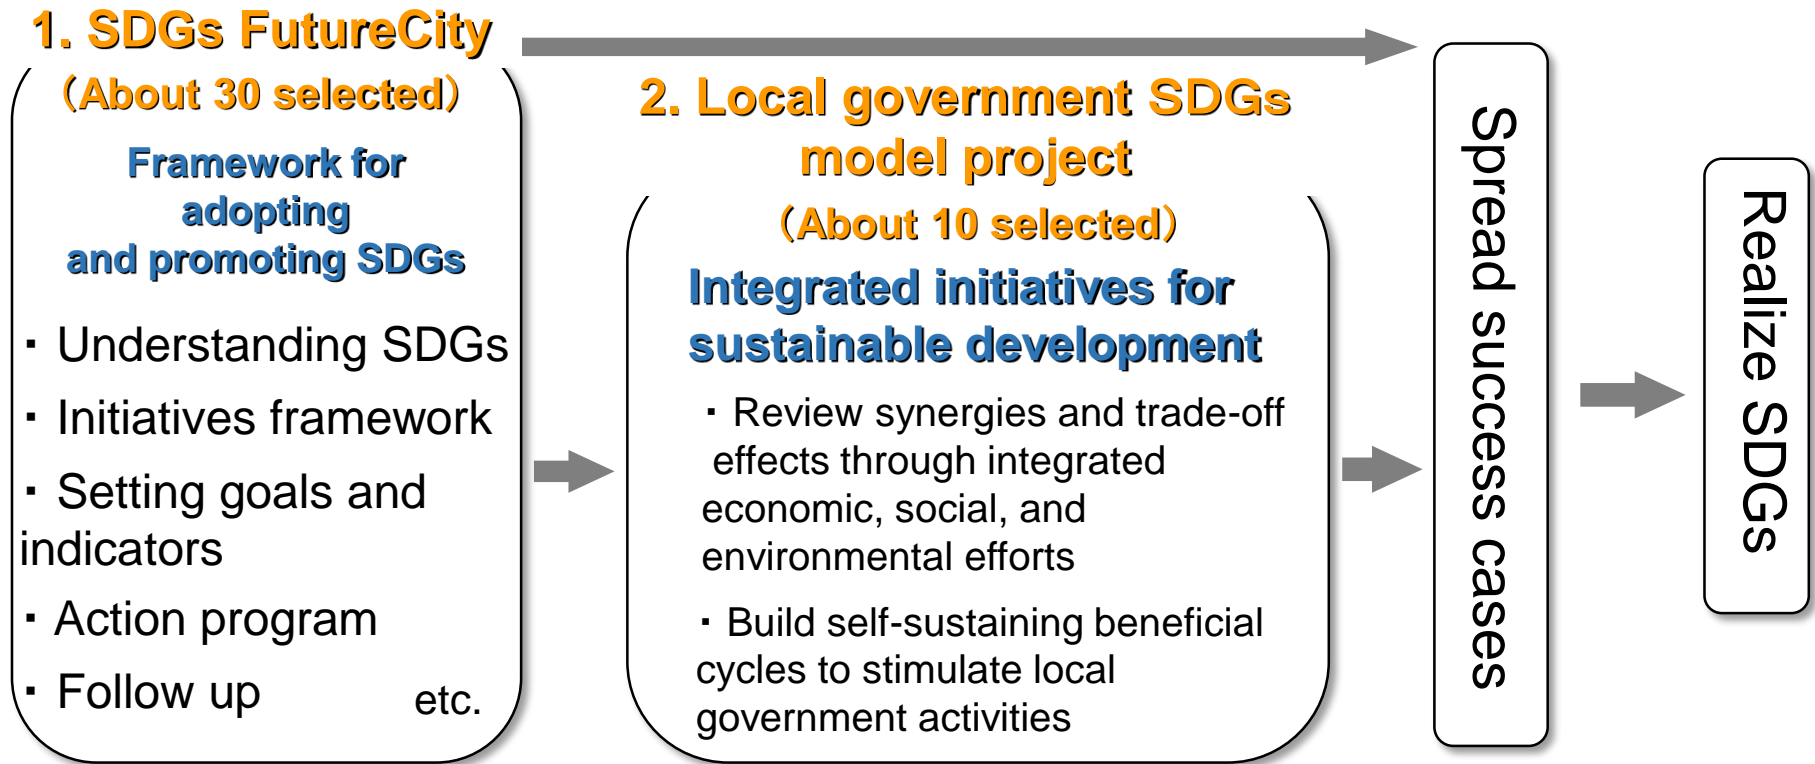 1. SDGs FutureCity
（About 30 selected）
Framework for
adopting
and promoting SDGs
・Understanding SDGs
・Initiatives framework
・Setting goals and
indicators
・Action program
・Follow up etc.
2. Local government SDGs
model project
（About 10 selected）
Integrated initiatives for
sustainable development
・Review synergies and trade-off
effects through integrated
economic, social, and
environmental efforts
・Build self-sustaining beneficial
cycles to stimulate local
government activities
Spread success cases
Realize SDGs